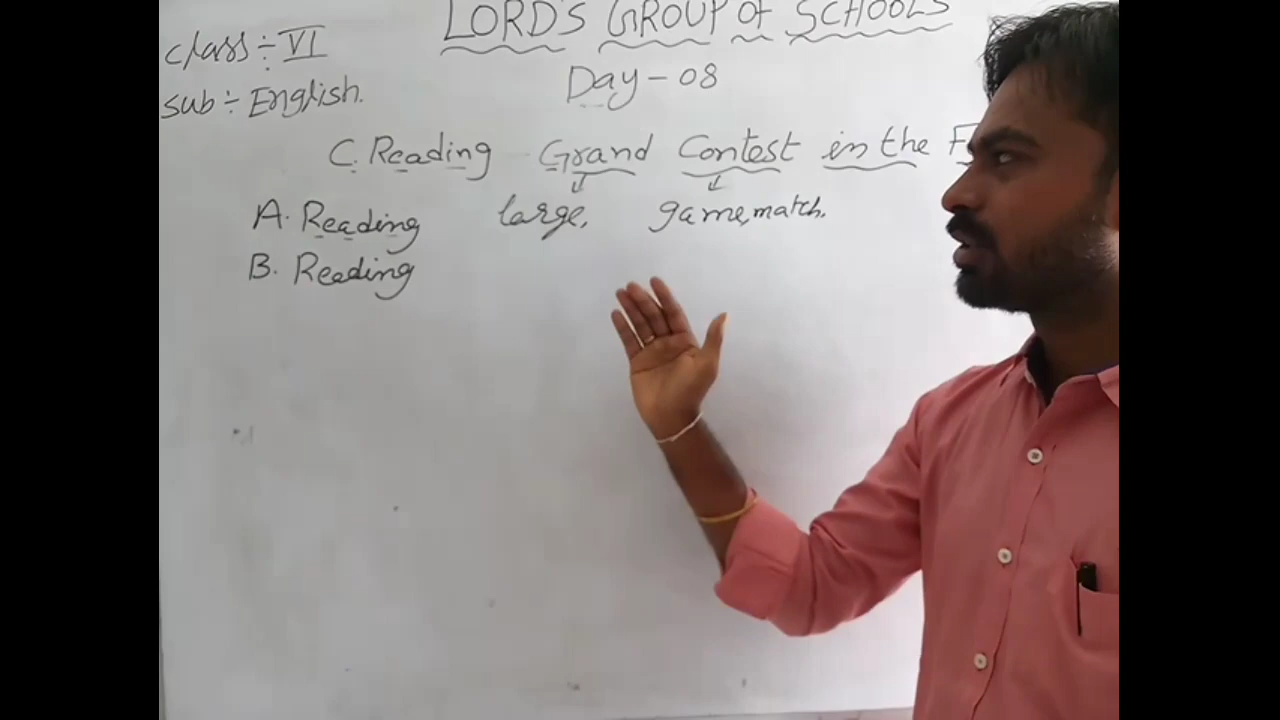 LORD'S GROUP OF SCHOOLS
class ÷ VI
Day - 08
sub ÷ English.
C. Reading Grand Contest in the
A. Reading large, game, match.
B. Reading